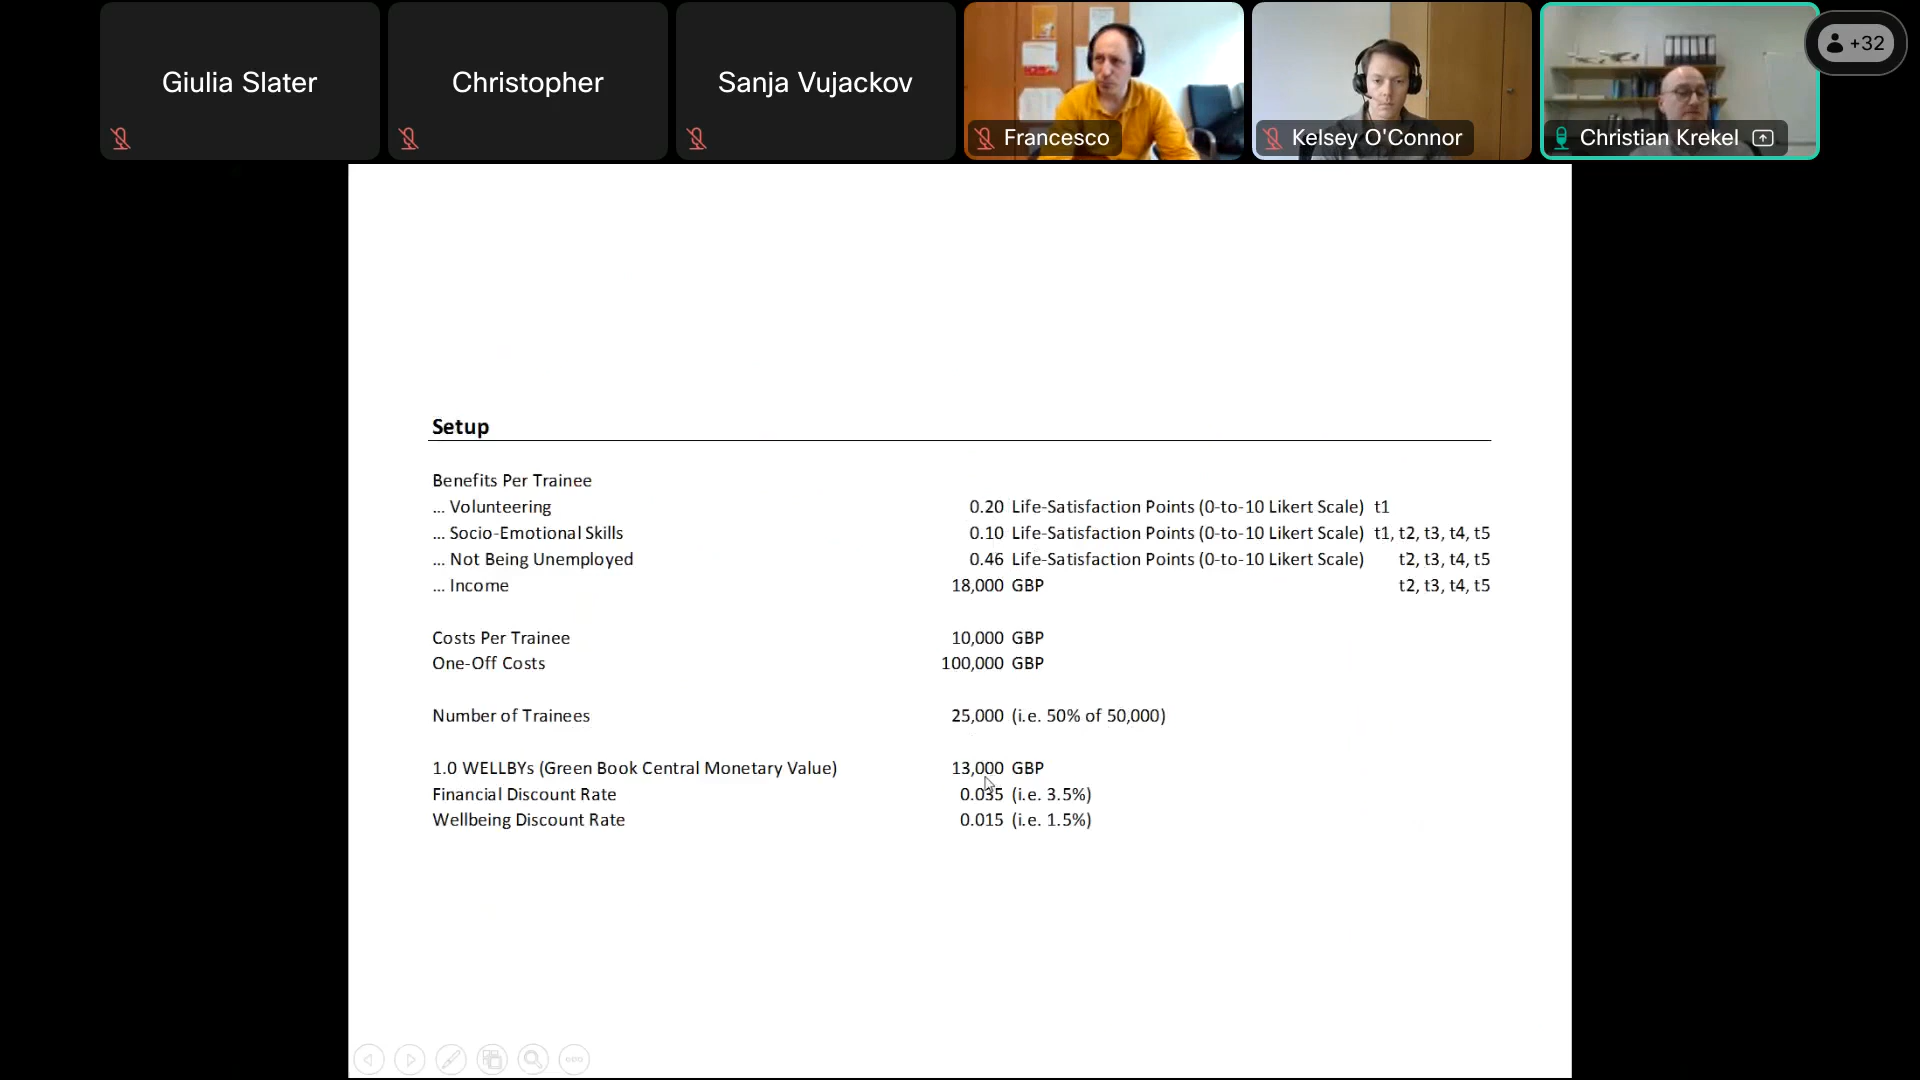 Giulia Slater
Christopher
Sanja Vujackov
Francesco
Kelsey O'Connor
Christian Krekel
+32
Setup
Benefits Per Trainee
... Volunteering 0.20 Life-Satisfaction Points (0-to-10 Likert Scale) t1
... Socio-Emotional Skills 0.10 Life-Satisfaction Points (0-to-10 Likert Scale) t1, t2, t3, t4, t5
... Not Being Unemployed 0.46 Life-Satisfaction Points (0-to-10 Likert Scale) t2, t3, t4, t5
... Income 18,000 GBP t2, t3, t4, t5
Costs Per Trainee 10,000 GBP
One-Off Costs 100,000 GBP
Number of Trainees 25,000 (i.e. 50% of 50,000)
1.0 WELLBYs (Green Book Central Monetary Value) 13,000 GBP
Financial Discount Rate 0.035 (i.e. 3.5%)
Wellbeing Discount Rate 0.015 (i.e. 1.5%)